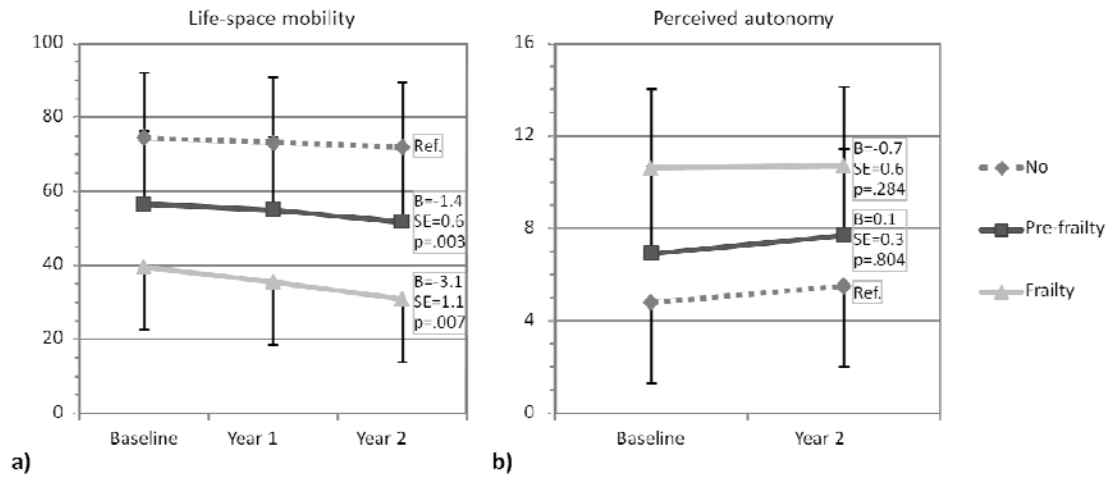 Life-space mobility
100
80
60
40
20
0
Ref.
B=-1.4
SE=0.6
p=.003
B=-3.1
SE=1.1
p=.007
Baseline
Year 1
Year 2
a)
Perceived autonomy
16
12
8
4
0
B=-0.7
SE=0.6
p=.284
B=0.1
SE=0.3
p=.804
Ref.
Baseline
Year 2
b)
No
Pre-frailty
Frailty